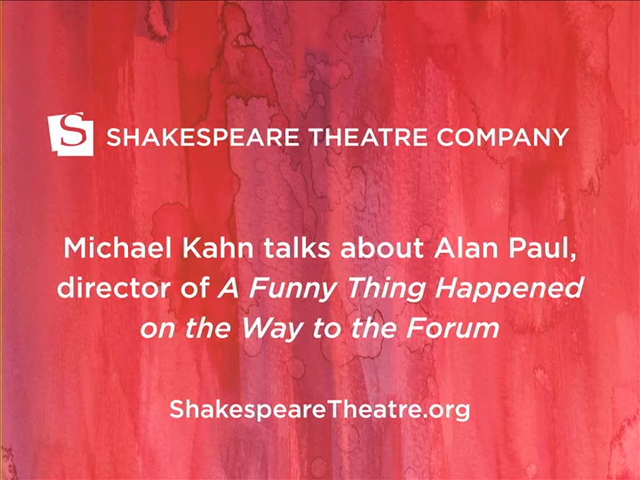 S SHAKESPEARE THEATRE COMPANY
Michael Kahn talks about Alan Paul,
director of A Funny Thing Happened
on the Way to the Forum
ShakespeareTheatre.org